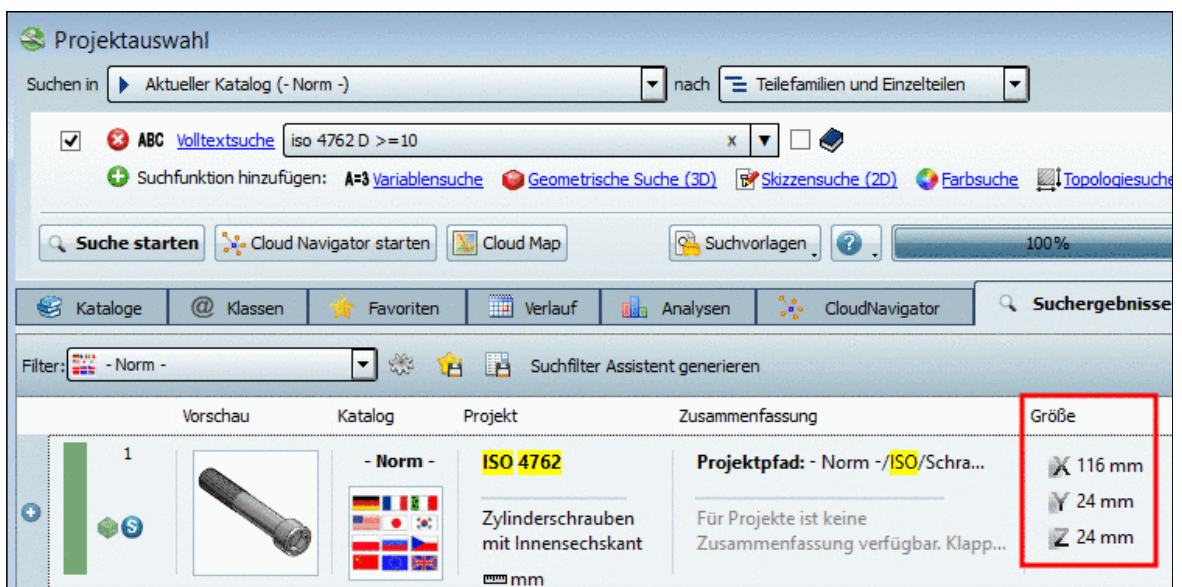 Projektauswahl
Suchen in Aktueller Katalog (- Norm -) nach Teilefamilien und Einzelteilen
ABC Volltextsuche iso 4762 D >=10 x
Suchfunktion hinzufügen: A=3 Variablensuche Geometrische Suche (3D) Skizzensuche (2D) Farbsuche Topologiesuche
Suche starten Cloud Navigator starten Cloud Map Suchvorlagen ? 100%
Kataloge @ Klassen Favoriten Verlauf Analysen CloudNavigator Suchergebnisse
Filter: - Norm - Suchfilter Assistent generieren
Vorschau Katalog Projekt Zusammenfassung Größe
1 - Norm - ISO 4762 Projektpfad: - Norm -/ISO/Schra... X 116 mm
S Zylinderschrauben Für Projekte ist keine Y 24 mm
mit Innensechskant Zusammenfassung verfügbar. Klapp... Z 24 mm
mm